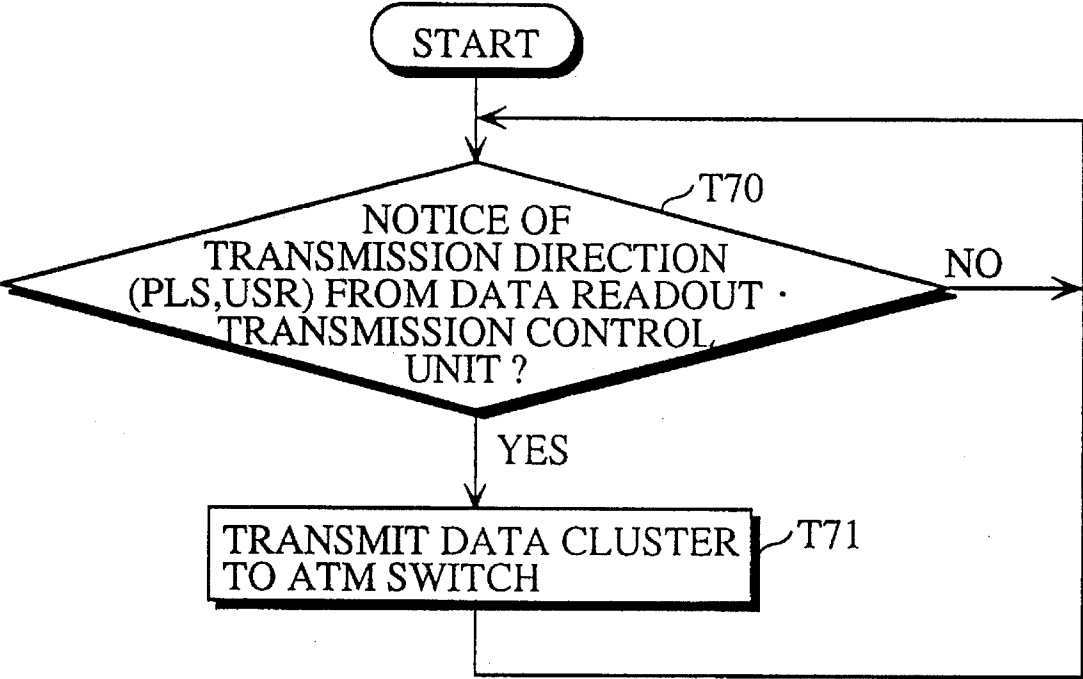 START
T70
NOTICE OF
TRANSMISSION DIRECTION
(PLS,USR) FROM DATA READOUT ·
TRANSMISSION CONTROL
UNIT ?
NO
YES
TRANSMIT DATA CLUSTER
TO ATM SWITCH
T71